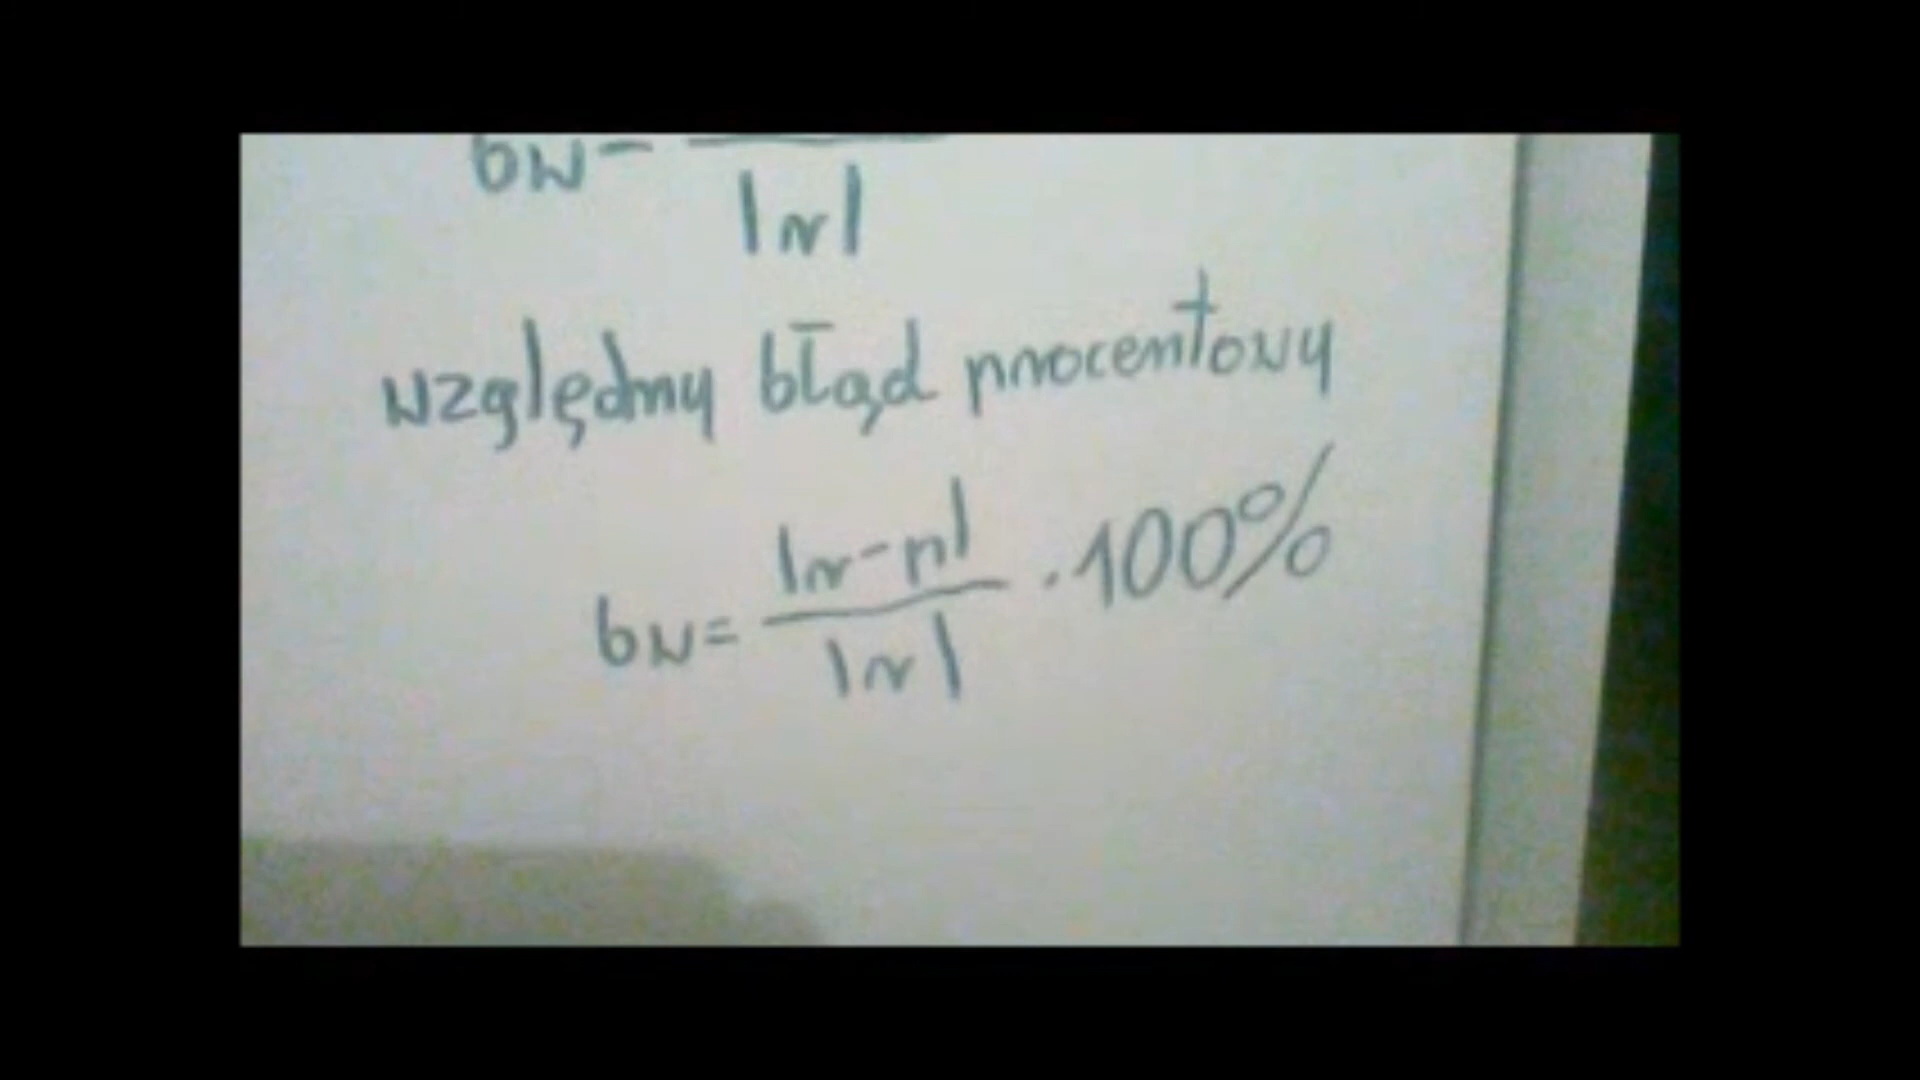 bw=
|r|
względny błąd procentowy
bw= |r-p| / |r| · 100%